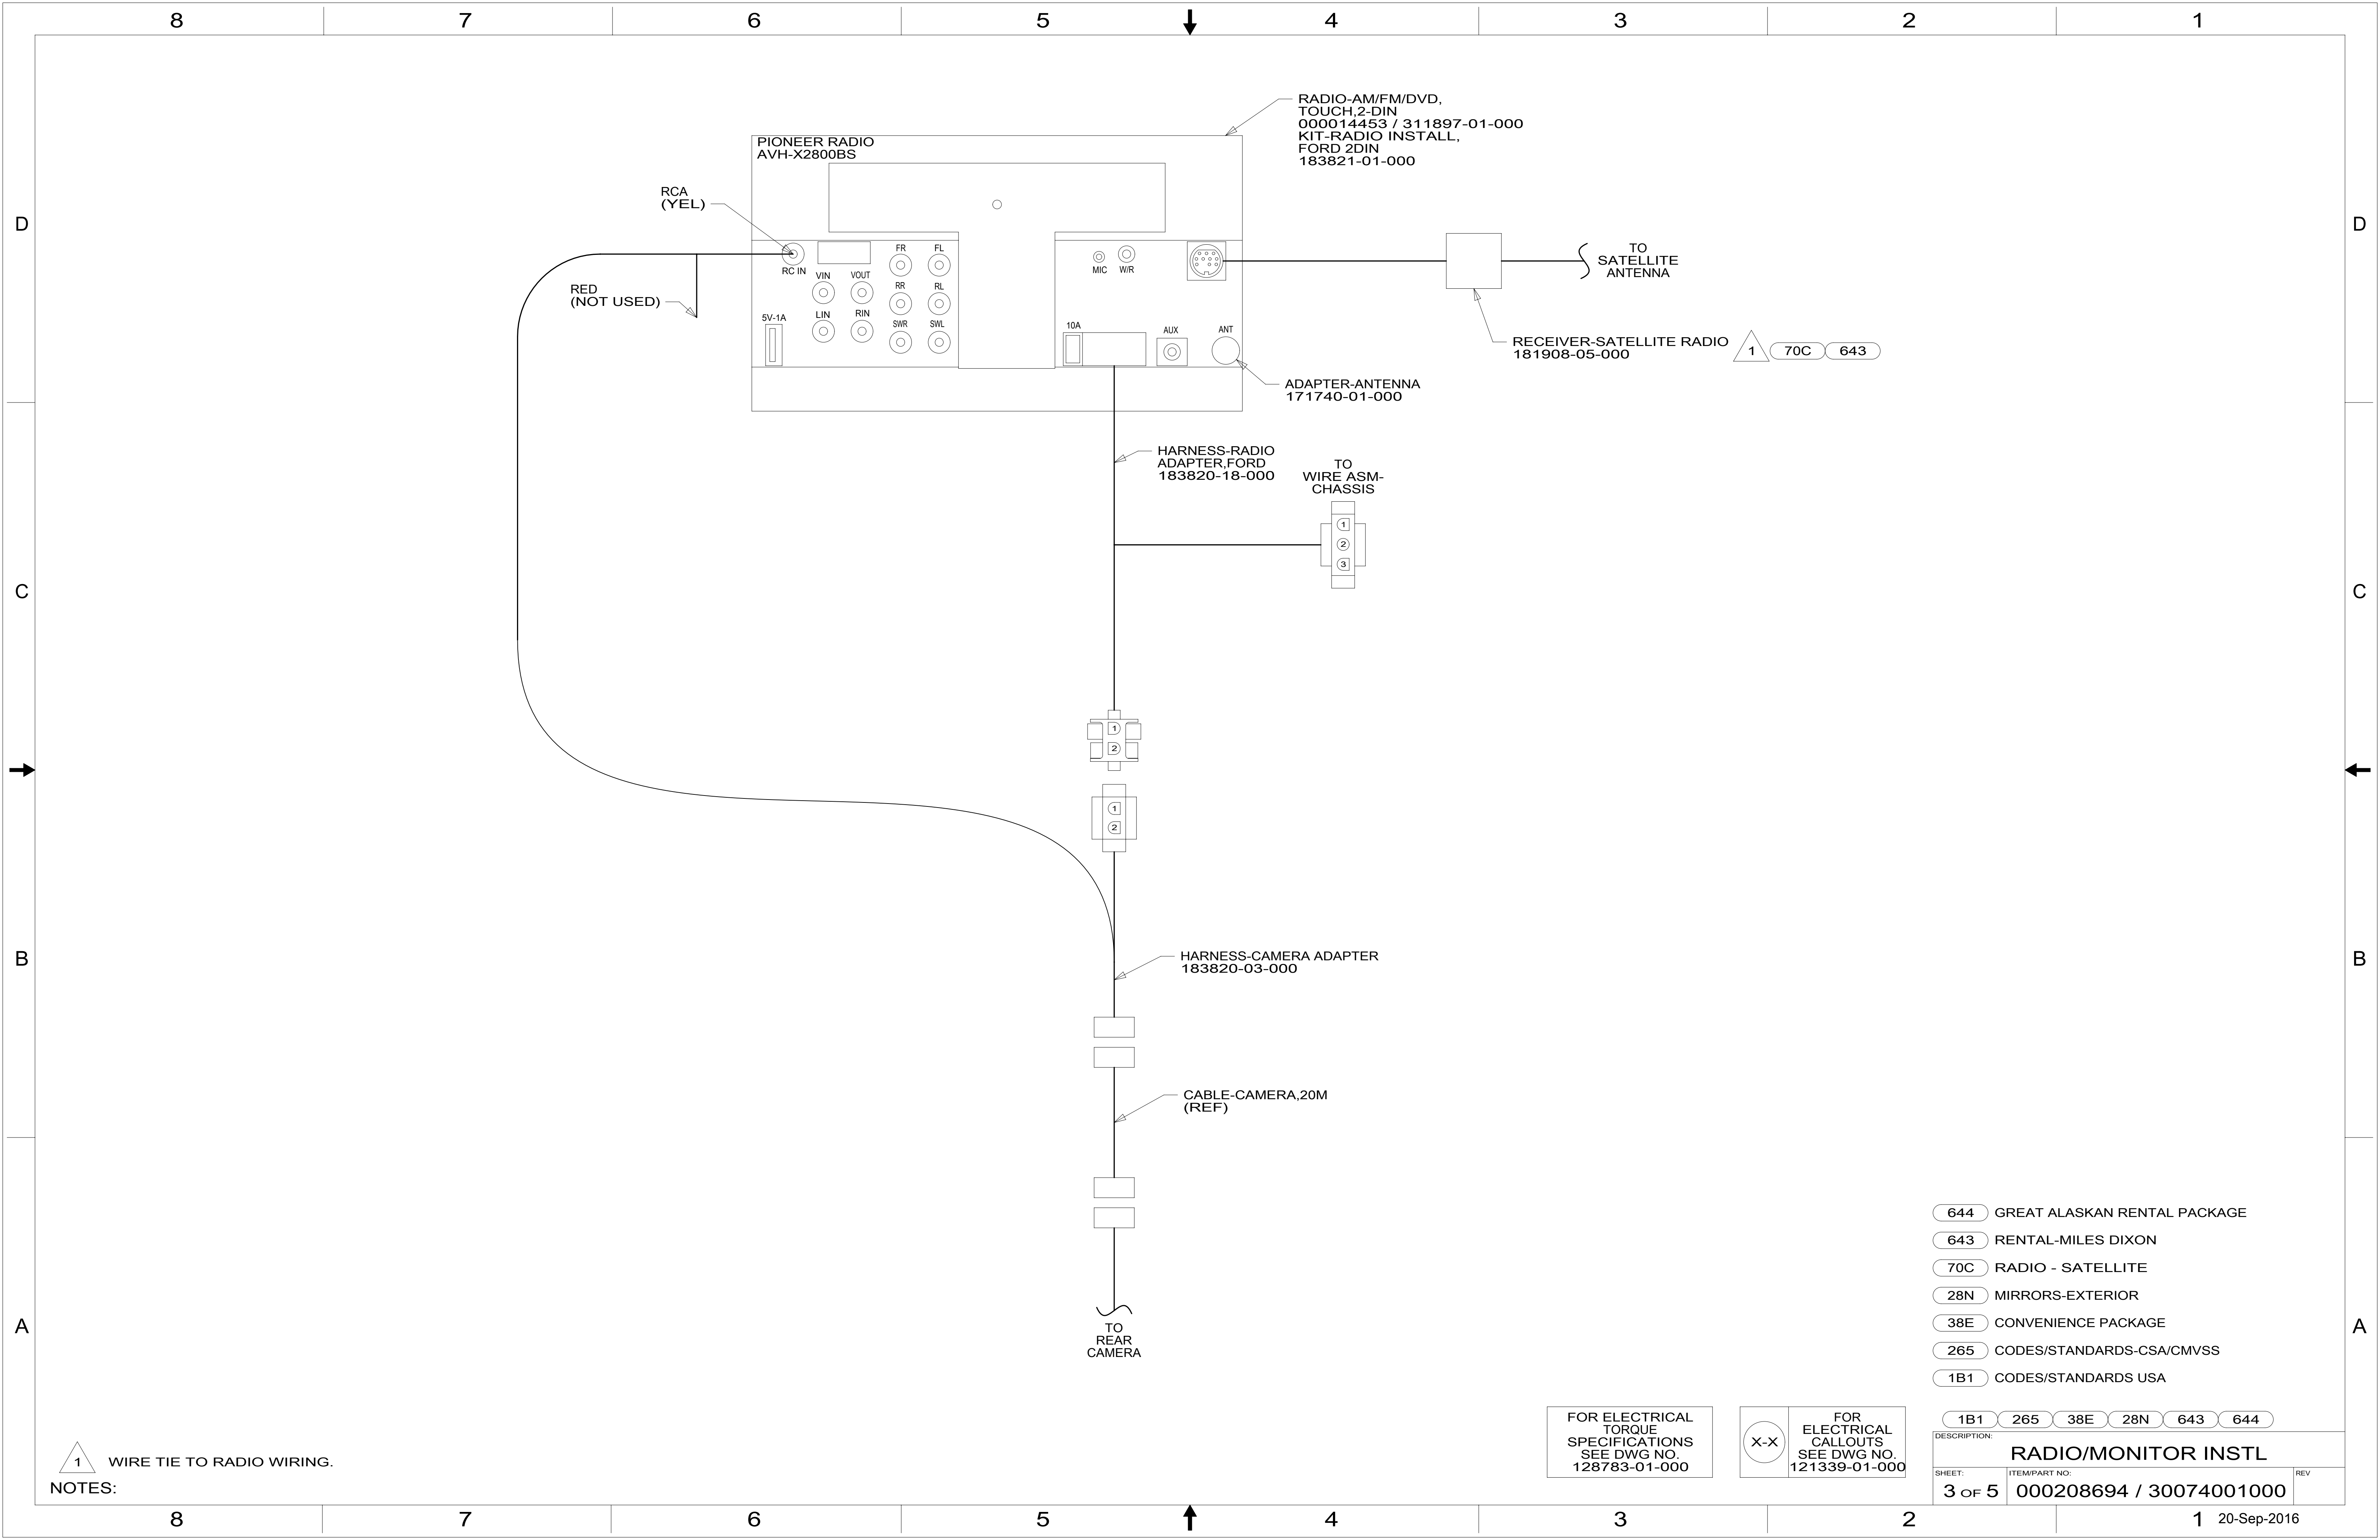 8 7 6 5 4 3 2 1
RADIO-AM/FM/DVD,
TOUCH,2-DIN
000014453 / 311897-01-000
KIT-RADIO INSTALL,
FORD 2DIN
183821-01-000
PIONEER RADIO
AVH-X2800BS
RCA
(YEL)
D
D
RED
(NOT USED)
RC IN
VIN
VOUT
FR
FL
RR
RL
LIN
RIN
SWR
SWL
5V-1A
MIC
W/R
10A
AUX
ANT
TO
SATELLITE
ANTENNA
RECEIVER-SATELLITE RADIO
181908-05-000
1 70C 643
ADAPTER-ANTENNA
171740-01-000
HARNESS-RADIO
ADAPTER,FORD
183820-18-000
TO
WIRE ASM-
CHASSIS
1
2
3
C
C
1
2
1
2
B
B
HARNESS-CAMERA ADAPTER
183820-03-000
CABLE-CAMERA,20M
(REF)
A
A
TO
REAR
CAMERA
644 GREAT ALASKAN RENTAL PACKAGE
643 RENTAL-MILES DIXON
70C RADIO - SATELLITE
28N MIRRORS-EXTERIOR
38E CONVENIENCE PACKAGE
265 CODES/STANDARDS-CSA/CMVSS
1B1 CODES/STANDARDS USA
1 WIRE TIE TO RADIO WIRING.
NOTES:
FOR ELECTRICAL
TORQUE
SPECIFICATIONS
SEE DWG NO.
128783-01-000
X-X
FOR
ELECTRICAL
CALLOUTS
SEE DWG NO.
121339-01-000
1B1 265 38E 28N 643 644
DESCRIPTION:
RADIO/MONITOR INSTL
SHEET:
3 OF 5
ITEM/PART NO:
000208694 / 30074001000
REV
8 7 6 5 4 3 2 1
20-Sep-2016